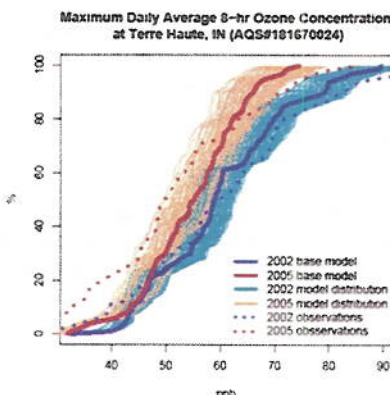 Maximum Daily Average 8-hr Ozone Concentration
at Terre Haute, IN (AQS#181670024)
100
80
60
40
20
0
%
2002 base model
2005 base model
2002 model distribution
2005 model distribution
2002 observations
2005 obsservations
40
50
60
70
80
90
ppb